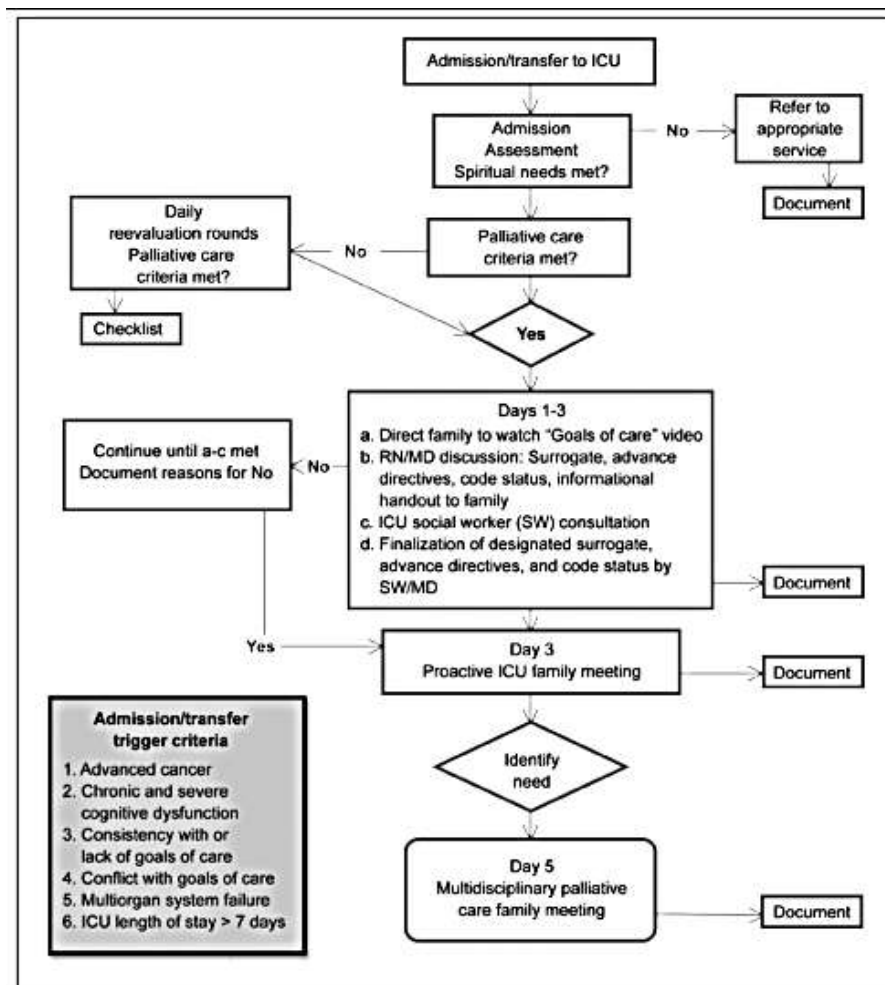 Admission/transfer to ICU
Admission
Assessment
Spiritual needs met?
No
Refer to
appropriate
service
Document
Daily
reevaluation rounds
Palliative care
criteria met?
No
Palliative care
criteria met?
Checklist
Yes
Days 1-3
a. Direct family to watch “Goals of care” video
b. RN/MD discussion: Surrogate, advance
directives, code status, informational
handout to family
c. ICU social worker (SW) consultation
d. Finalization of designated surrogate,
advance directives, and code status by
SW/MD
No
Continue until a-c met
Document reasons for No
Document
Yes
Day 3
Proactive ICU family meeting
Document
Identify
need
Day 5
Multidisciplinary palliative
care family meeting
Document
Admission/transfer
trigger criteria
1. Advanced cancer
2. Chronic and severe
cognitive dysfunction
3. Consistency with or
lack of goals of care
4. Conflict with goals of care
5. Multiorgan system failure
6. ICU length of stay > 7 days